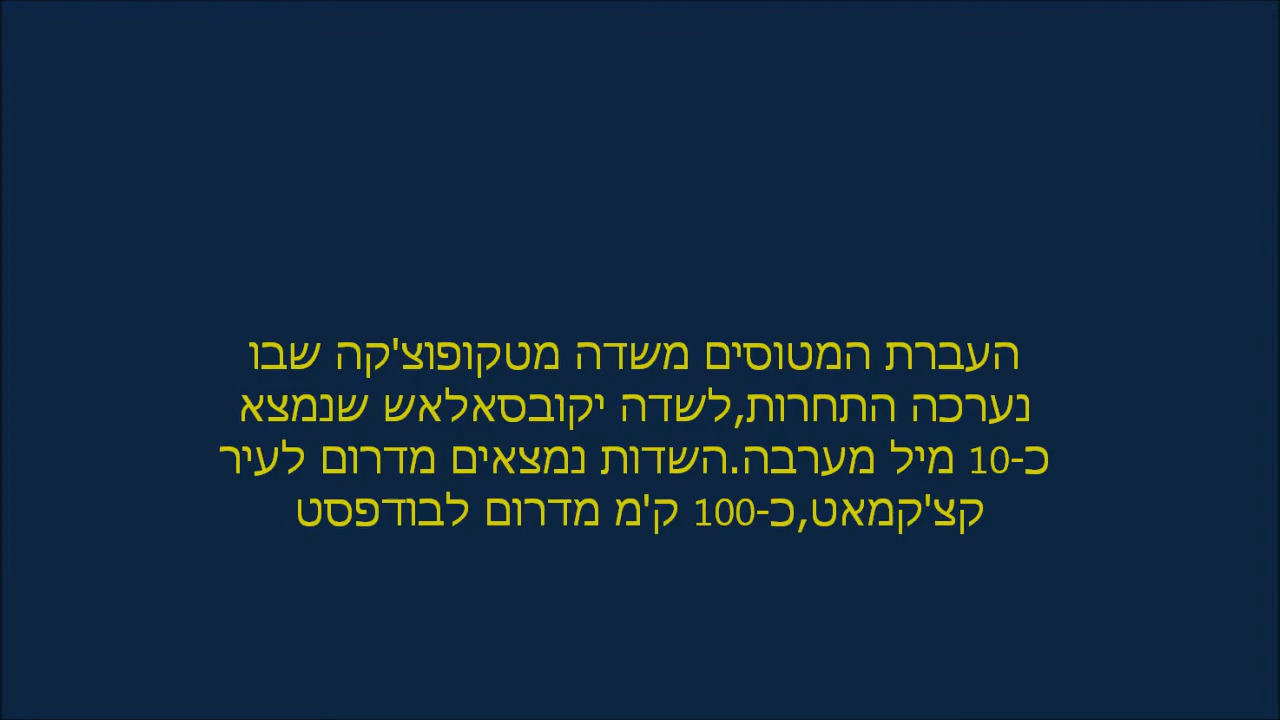 העברת המטוסים משדה מטקופוצ'קה שבו
נערכה התחרות,לשדה יקובסאלאש שנמצא
כ-10 מיל מערבה.השדות נמצאים מדרום לעיר
קצ'קמאט,כ-100 ק'מ מדרום לבודפסט